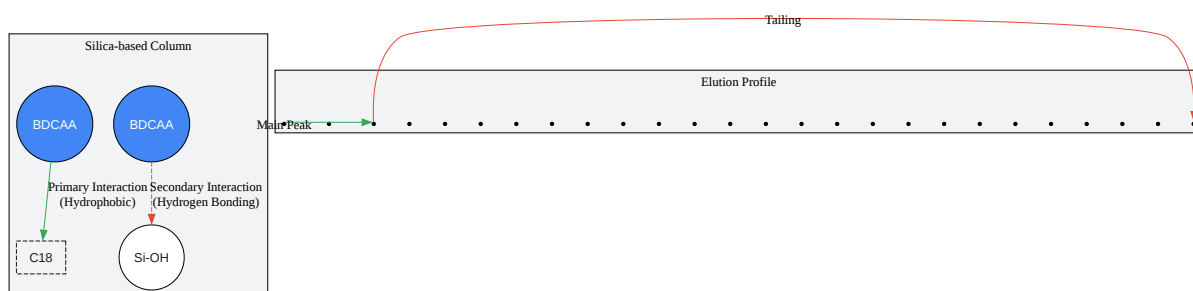 Tailing
Silica-based Column
Elution Profile
BDCAA
BDCAA
Main Peak
Primary Interaction
(Hydrophobic)
Secondary Interaction
(Hydrogen Bonding)
C18
Si-OH